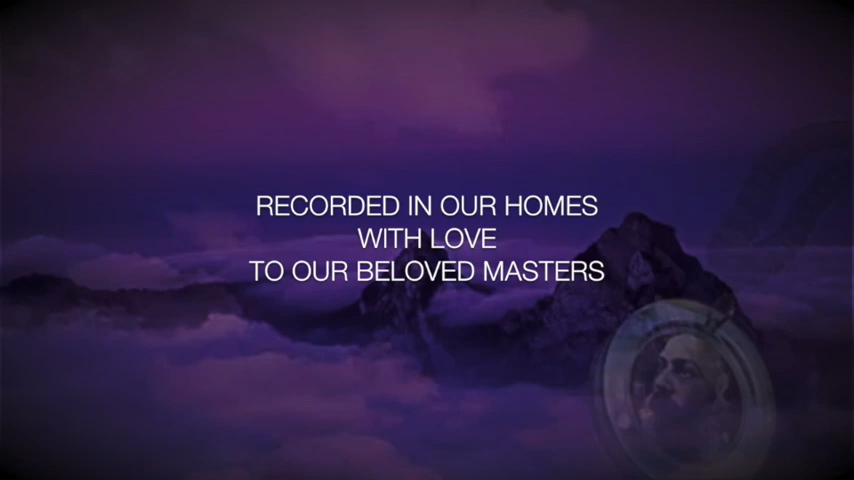 RECORDED IN OUR HOMES
WITH LOVE
TO OUR BELOVED MASTERS